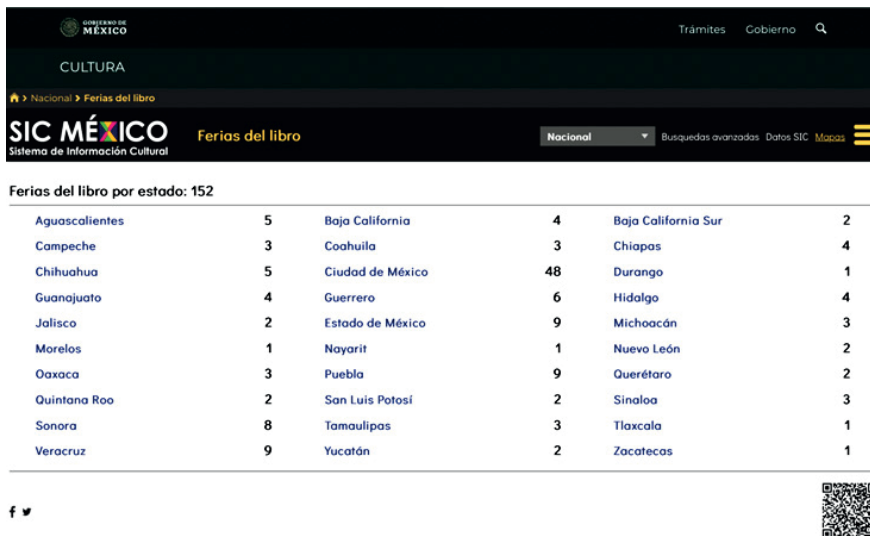 GOBIERNO DE
MÉXICO
Trámites Gobierno
CULTURA
Nacional > Ferias del libro
SIC MÉXICO
Sistema de Información Cultural
Ferias del libro
Nacional
Busquedas avanzadas Datos SIC Mapas
Ferias del libro por estado: 152
Aguascalientes 5 Baja California 4 Baja California Sur 2
Campeche 3 Coahuila 3 Chiapas 4
Chihuahua 5 Ciudad de México 48 Durango 1
Guanajuato 4 Guerrero 6 Hidalgo 4
Jalisco 2 Estado de México 9 Michoacán 3
Morelos 1 Nayarit 1 Nuevo León 2
Oaxaca 3 Puebla 9 Querétaro 2
Quintana Roo 2 San Luis Potosí 2 Sinaloa 3
Sonora 8 Tamaulipas 3 Tlaxcala 1
Veracruz 9 Yucatán 2 Zacatecas 1